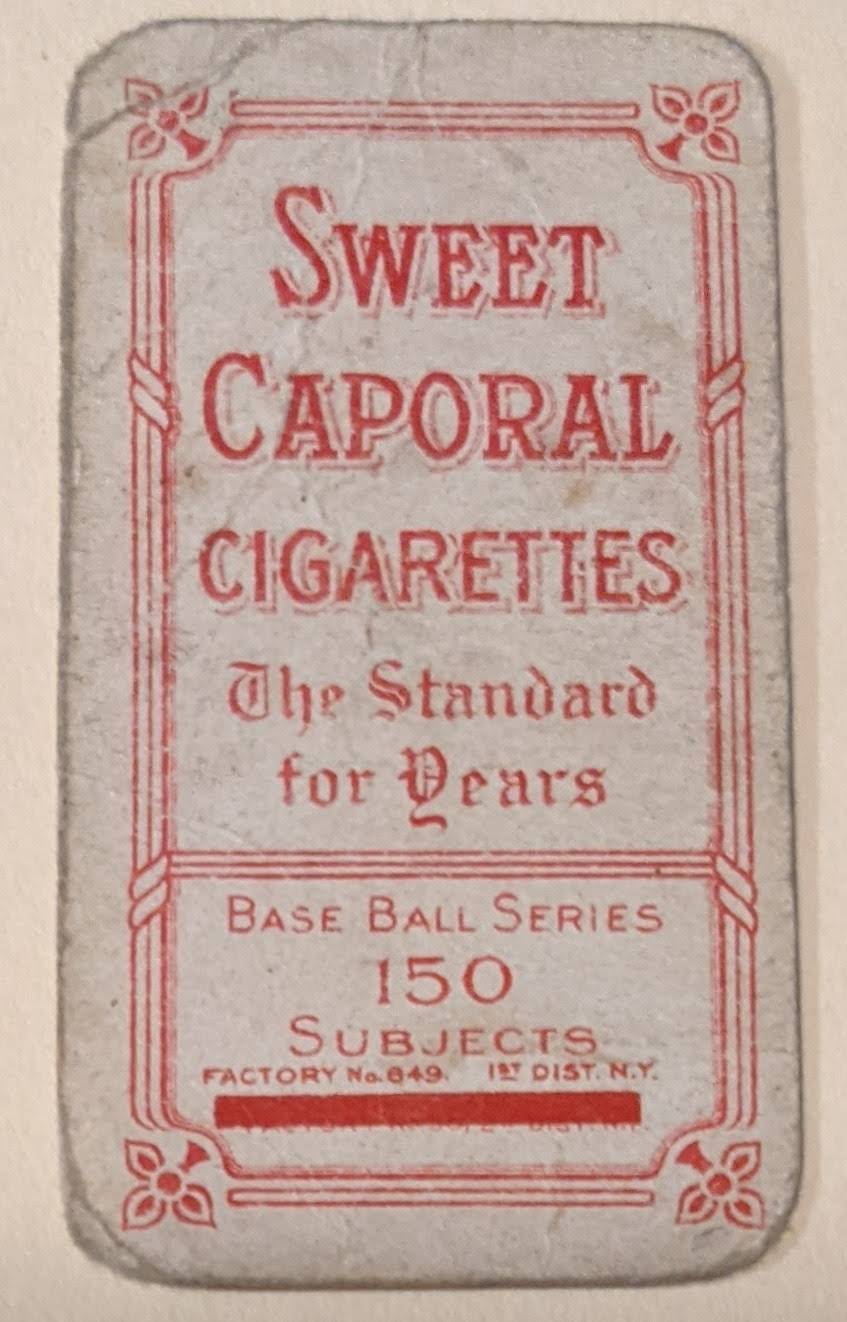 SWEET
CAPORAL
CIGARETTES
The Standard
for Years
BASE BALL SERIES
150
SUBJECTS
FACTORY No. 649. 1ST DIST. N.Y.